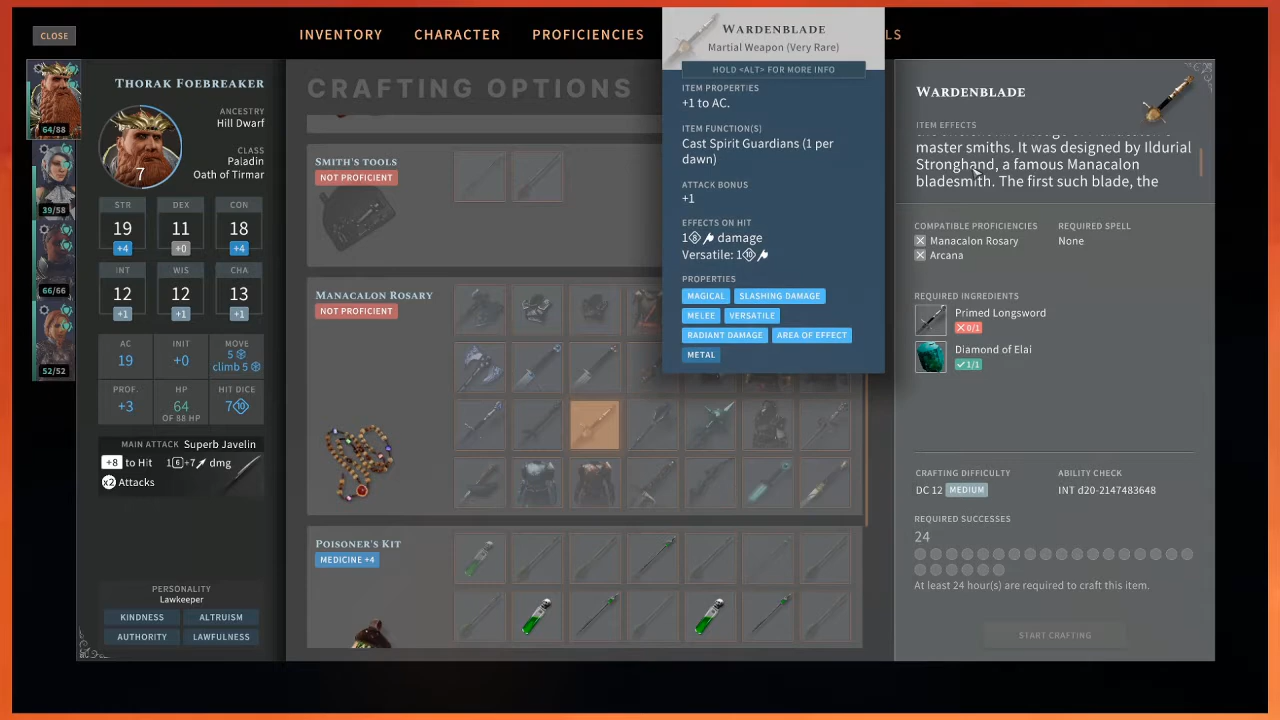 CLOSE
INVENTORY
CHARACTER
PROFICIENCIES
LS
THORAK FOEBREAKER
ANCESTRY
Hill Dwarf
CLASS
Paladin
Oath of Tirmar
7
64/88
39/58
66/66
52/52
STR
19
+4
DEX
11
+0
CON
18
+4
INT
12
+1
WIS
12
+1
CHA
13
+1
AC
19
INIT
+0
MOVE
5
climb 5
PROF.
+3
HP
64
OF 88 HP
HIT DICE
7 10
MAIN ATTACK Superb Javelin
+8 to Hit 1 6 +7 dmg
x2 Attacks
PERSONALITY
Lawkeeper
KINDNESS
ALTRUISM
AUTHORITY
LAWFULNESS
CRAFTING OPTIONS
SMITH'S TOOLS
NOT PROFICIENT
MANACALON ROSARY
NOT PROFICIENT
POISONER'S KIT
MEDICINE +4
WARDENBLADE
Martial Weapon (Very Rare)
HOLD <ALT> FOR MORE INFO
ITEM PROPERTIES
+1 to AC.
ITEM FUNCTION(S)
Cast Spirit Guardians (1 per
dawn)
ATTACK BONUS
+1
EFFECTS ON HIT
1 8 damage
Versatile: 1 10
PROPERTIES
MAGICAL
SLASHING DAMAGE
MELEE
VERSATILE
RADIANT DAMAGE
AREA OF EFFECT
METAL
WARDENBLADE
ITEM EFFECTS
master smiths. It was designed by Ildurial
Stronghand, a famous Manacalon
bladesmith. The first such blade, the
COMPATIBLE PROFICIENCIES
Manacalon Rosary
Arcana
REQUIRED SPELL
None
REQUIRED INGREDIENTS
Primed Longsword
0/1
Diamond of Elai
1/1
CRAFTING DIFFICULTY
DC 12 MEDIUM
ABILITY CHECK
INT d20-2147483648
REQUIRED SUCCESSES
24
At least 24 hour(s) are required to craft this item.
START CRAFTING